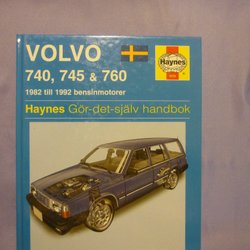 VOLVO
740, 745 & 760
1982 till 1992 bensinmotorer
Haynes
Haynes Gör-det-själv handbok